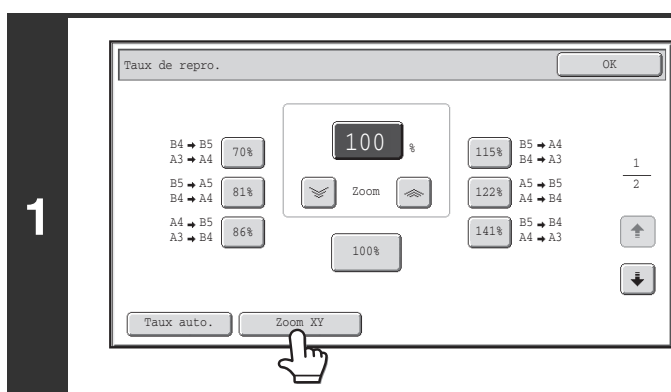 1
Taux de repro.
OK
B4 → B5
A3 → A4
70%
B5 → A5
B4 → A4
81%
A4 → B5
A3 → B4
86%
100 %
Zoom
100%
115%
B5 → A4
B4 → A3
122%
A5 → B5
A4 → B4
141%
B5 → B4
A4 → A3
1
2
Taux auto.
Zoom XY